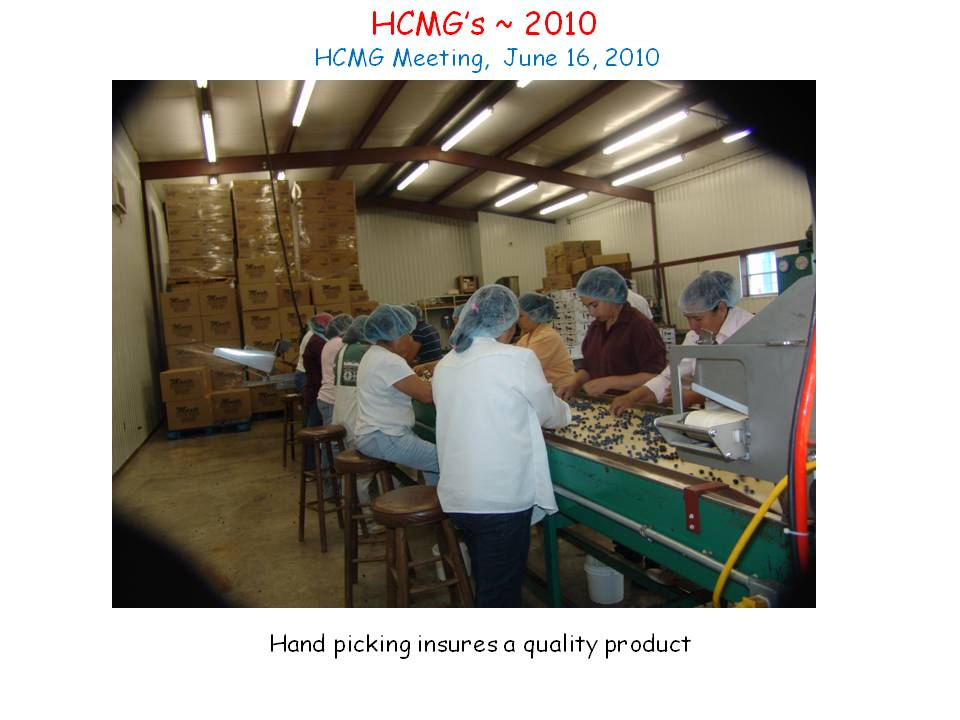 HCMG's ~ 2010
HCMG Meeting, June 16, 2010
Hand picking insures a quality product